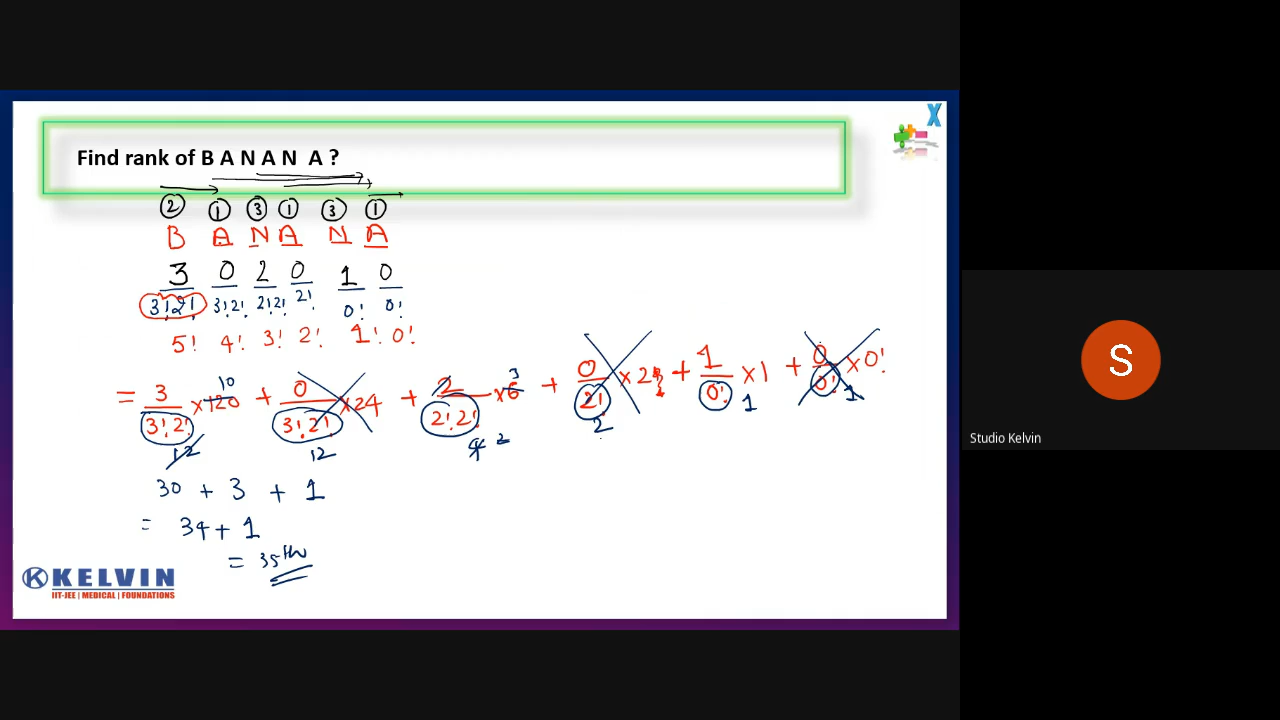 Find rank of B A N A N A ?
② ① ③ ① ③ ①
B A N A N A
3 0 2 0 1 0
3!2! 3!2! 2!2! 2! 0! 0!
5! 4! 3! 2! 1! 0!
= 3/3!2! × 120 10 + 0/3!2! × 24 + 2/2!2! × 6 3 + 0/2! × 2! + 1/0! × 1 + 0/0! × 0!
12 12 4 2 2 1 1
30 + 3 + 1
= 34 + 1
= 35th
KELVIN
IIT-JEE | MEDICAL | FOUNDATIONS
X
S
Studio Kelvin